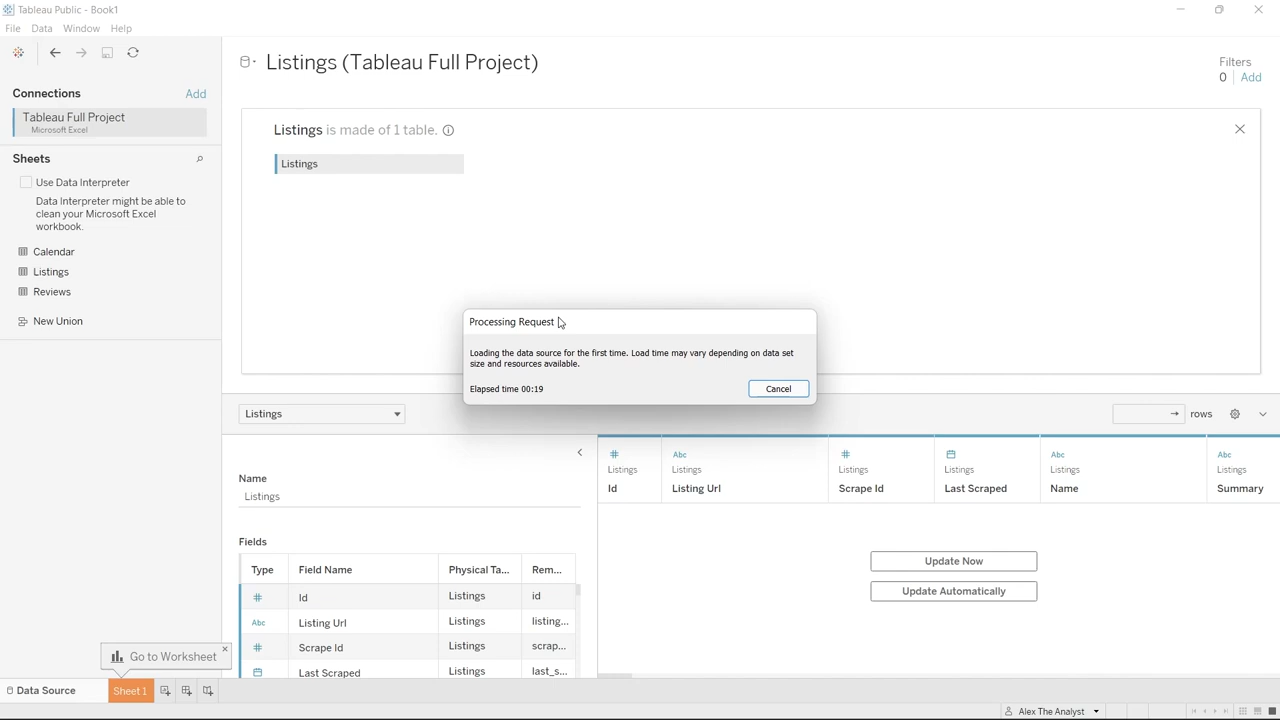 Tableau Public - Book1
File Data Window Help
Connections
Add
Tableau Full Project
Microsoft Excel
Sheets
Use Data Interpreter
Data Interpreter might be able to
clean your Microsoft Excel
workbook.
Calendar
Listings
Reviews
New Union
Listings (Tableau Full Project)
Filters
0 Add
Listings is made of 1 table.
Listings
Processing Request
Loading the data source for the first time. Load time may vary depending on data set
size and resources available.
Elapsed time 00:19
Cancel
Listings
rows
Name
Listings
Fields
Type Field Name Physical Ta... Rem...
# Id Listings id
Abc Listing Url Listings listing...
# Scrape Id Listings scrap...
Last Scraped Listings last_s...
# Abc # Abc Abc
Listings Listings Listings Listings Listings Listings
Id Listing Url Scrape Id Last Scraped Name Summary
Update Now
Update Automatically
Go to Worksheet
Data Source Sheet 1
Alex The Analyst